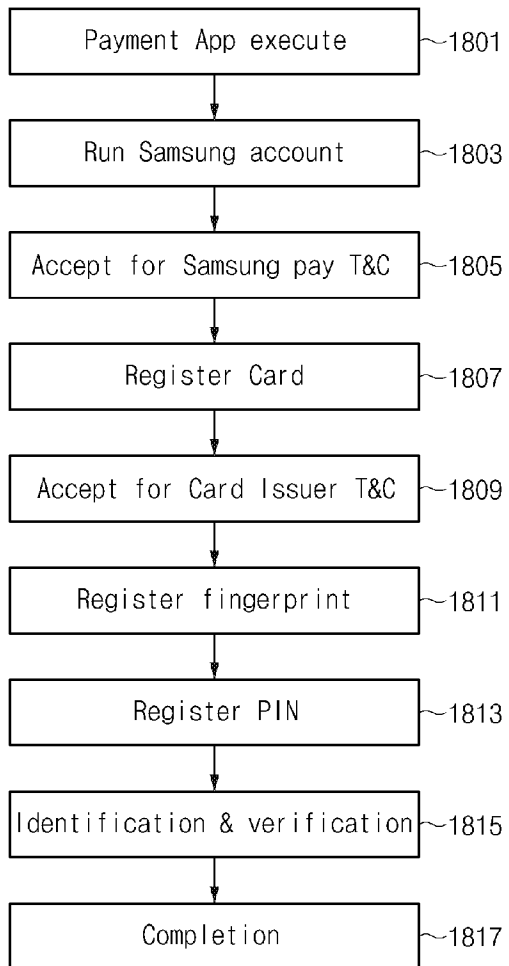 Payment App execute 1801
Run Samsung account 1803
Accept for Samsung pay T&C 1805
Register Card 1807
Accept for Card Issuer T&C 1809
Register fingerprint 1811
Register PIN 1813
Identification & verification 1815
Completion 1817